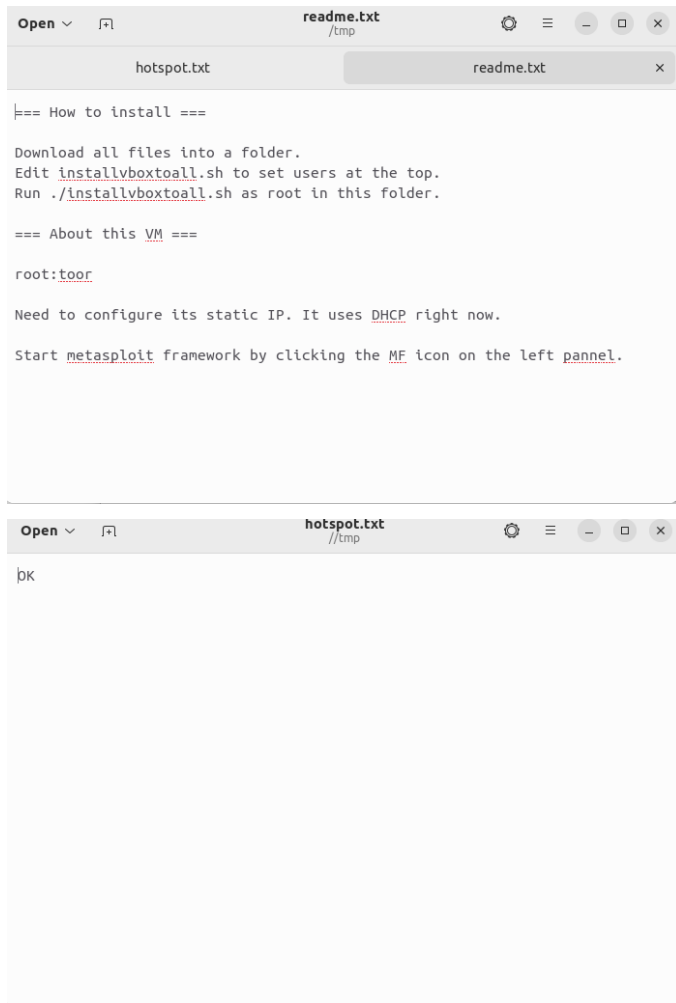 Open
readme.txt
/tmp
hotspot.txt
readme.txt
=== How to install ===
Download all files into a folder.
Edit installvboxtoall.sh to set users at the top.
Run ./installvboxtoall.sh as root in this folder.
=== About this VM ===
root:toor
Need to configure its static IP. It uses DHCP right now.
Start metasploit framework by clicking the MF icon on the left pannel.
Open
hotspot.txt
//tmp
OK